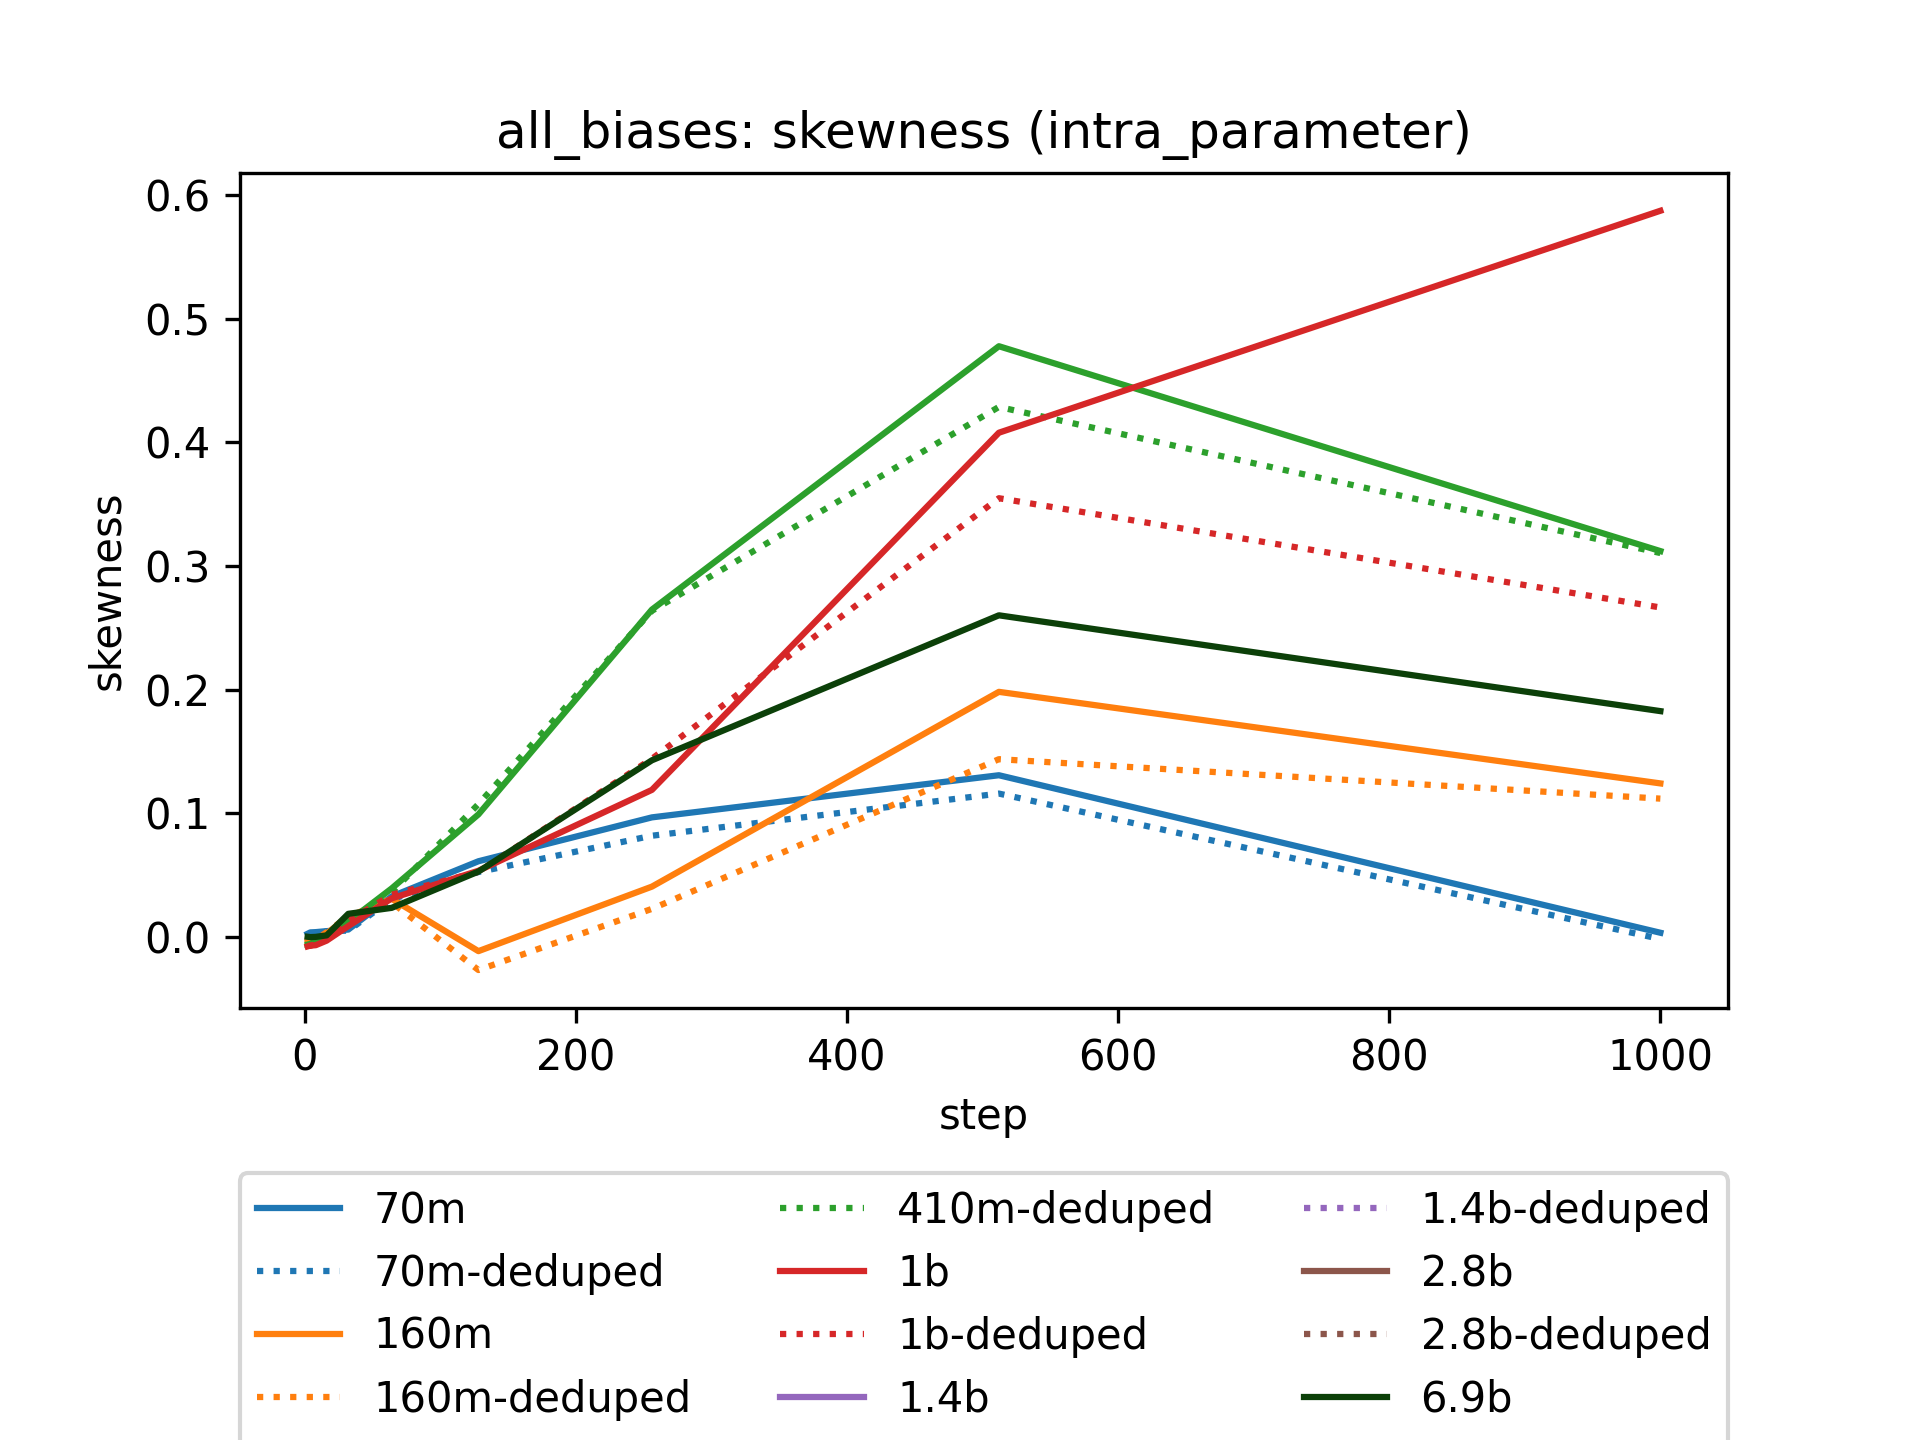 all_biases: skewness (intra_parameter)
skewness
0.6
0.5
0.4
0.3
0.2
0.1
0.0
0 200 400 600 800 1000
step
70m 410m-deduped 1.4b-deduped
70m-deduped 1b 2.8b
160m 1b-deduped 2.8b-deduped
160m-deduped 1.4b 6.9b